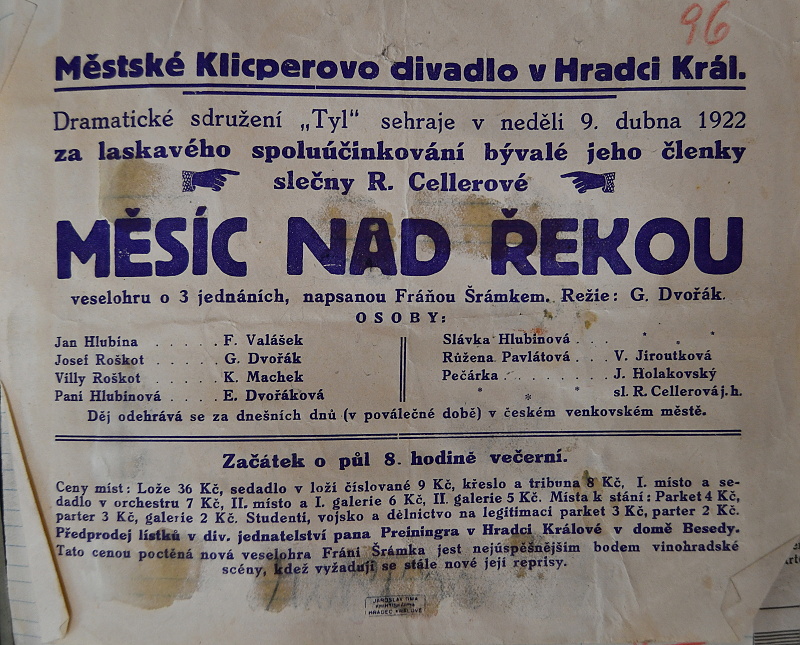 96
Městské Klicperovo divadlo v Hradci Král.
Dramatické sdružení „Tyl“ sehraje v neděli 9. dubna 1922
za laskavého spoluúčinkování bývalé jeho členky
slečny R. Cellerové
MĚSÍC NAD ŘEKOU
veselohru o 3 jednáních, napsanou Fráňou Šrámkem. Režie: G. Dvořák.
OSOBY:
Jan Hlubina . . . . . . F. Valášek
Josef Roškot . . . . . . G. Dvořák
Villy Roškot . . . . . . K. Machek
Paní Hlubinová . . . . . E. Dvořáková
Slávka Hlubinová . . . * * *
Růžena Pavlátová . . . V. Jiroutková
Pečárka . . . . . . . J. Holakovský
* * * sl. R. Cellerová j. h.
Děj odehrává se za dnešních dnů (v poválečné době) v českém venkovském městě.
Začátek o půl 8. hodině večerní.
Ceny míst: Lože 36 Kč, sedadlo v loži číslované 9 Kč, křeslo a tribuna 8 Kč, I. místo a se-
dadlo v orchestru 7 Kč, II. místo a I. galerie 6 Kč, II. galerie 5 Kč. Místa k stání: Parket 4 Kč,
parter 3 Kč, galerie 2 Kč. Studenti, vojsko a dělnictvo na legitimaci parket 3 Kč, parter 2 Kč.
Předprodej lístků v div. jednatelství pana Preiningra v Hradci Králové v domě Besedy.
Tato cenou poctěná nová veselohra Fráni Šrámka jest nejúspěšnějším bodem vinohradské
scény, kdež vyžadují se stále nové její reprisy.
HRADEC KRÁLOVÉ